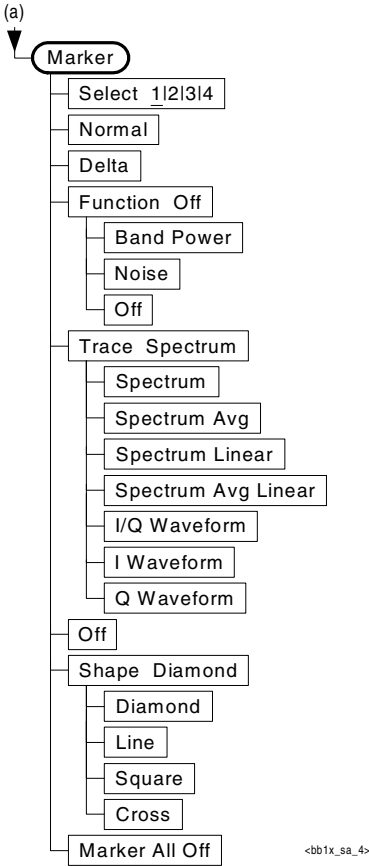 (a)
Marker
Select 1|2|3|4
Normal
Delta
Function Off
Band Power
Noise
Off
Trace Spectrum
Spectrum
Spectrum Avg
Spectrum Linear
Spectrum Avg Linear
I/Q Waveform
I Waveform
Q Waveform
Off
Shape Diamond
Diamond
Line
Square
Cross
Marker All Off
<bb1x_sa_4>